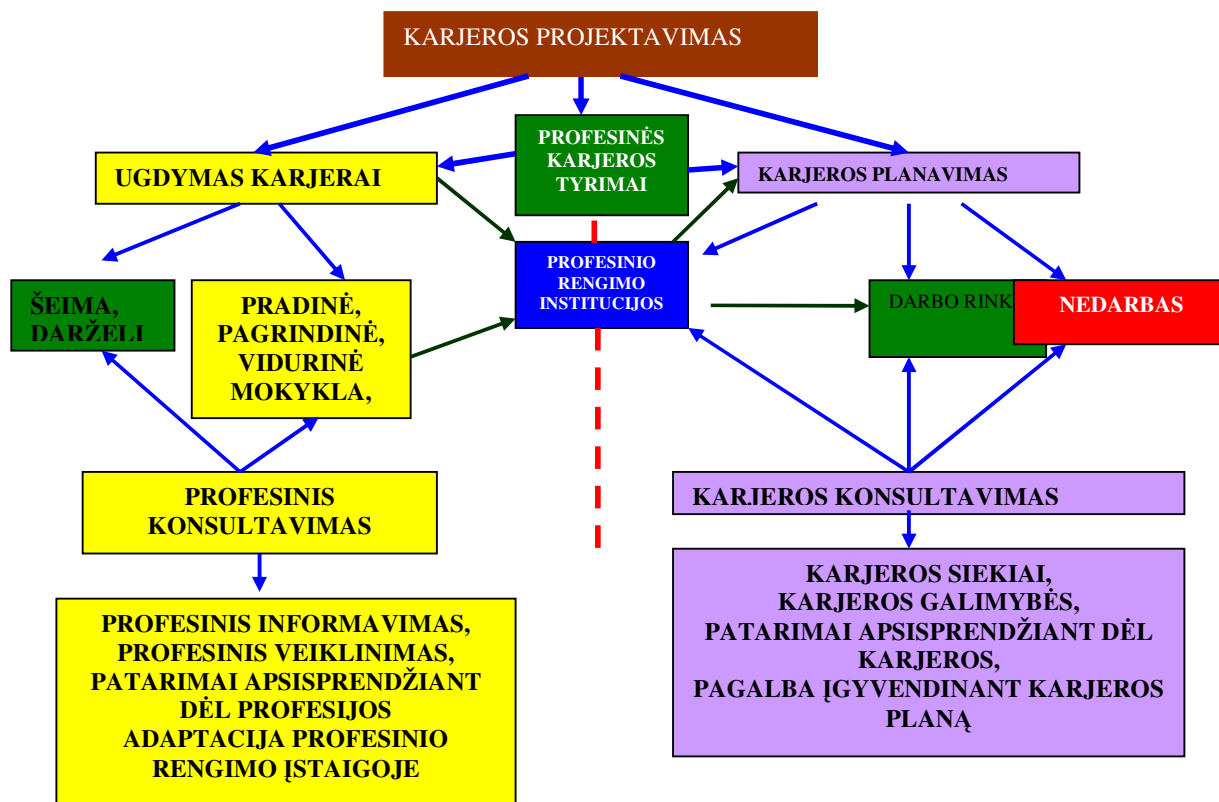 KARJEROS PROJEKTAVIMAS
PROFESINĖS
KARJEROS
TYRIMAI
UGDYMAS KARJERAI
KARJEROS PLANAVIMAS
PROFESINIO
RENGIMO
INSTITUCIJOS
ŠEIMA,
DARŽELI
PRADINĖ,
PAGRINDINĖ,
VIDURINĖ
MOKYKLA,
DARBO RINK
NEDARBAS
PROFESINIS
KONSULTAVIMAS
KARJEROS KONSULTAVIMAS
PROFESINIS INFORMAVIMAS,
PROFESINIS VEIKLINIMAS,
PATARIMAI APSISPRENDŽIANT
DĖL PROFESIJOS
ADAPTACIJA PROFESINIO
RENGIMO ĮSTAIGOJE
KARJEROS SIEKIAI,
KARJEROS GALIMYBĖS,
PATARIMAI APSISPRENDŽIANT DĖL
KARJEROS,
PAGALBA ĮGYVENDINANT KARJEROS
PLANĄ